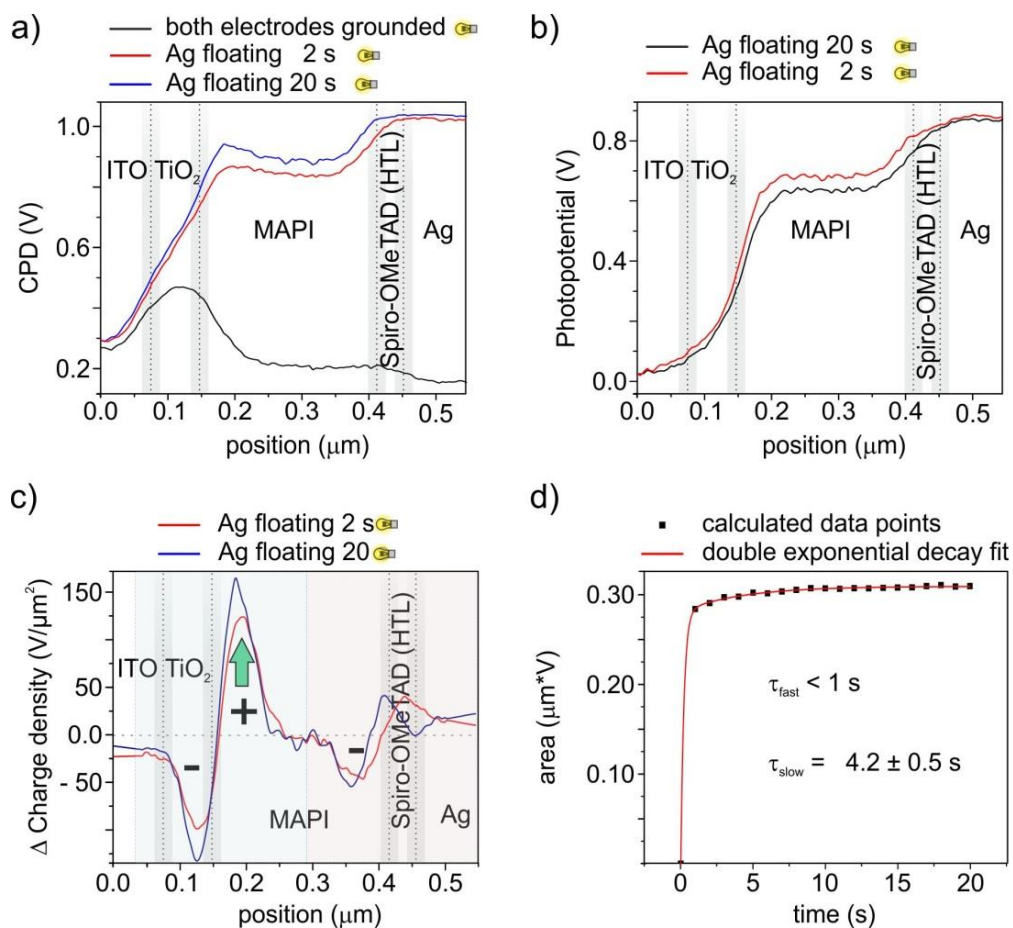 a)
both electrodes grounded
Ag floating 2 s
Ag floating 20 s
CPD (V)
1.0
0.6
0.2
ITO
TiO2
MAPI
Spiro-OMeTAD (HTL)
Ag
0.0 0.1 0.2 0.3 0.4 0.5
position (μm)
b)
Ag floating 20 s
Ag floating 2 s
Photopotential (V)
0.8
0.4
0.0
ITO
TiO2
MAPI
Spiro-OMeTAD (HTL)
Ag
0.0 0.1 0.2 0.3 0.4 0.5
position (μm)
c)
Ag floating 2 s
Ag floating 20
Δ Charge density (V/μm²)
150
50
0.0
- 50
ITO
TiO2
+
-
-
MAPI
Spiro-OMeTAD (HTL)
Ag
0.0 0.1 0.2 0.3 0.4 0.5
position (μm)
d)
calculated data points
double exponential decay fit
area (μm*V)
0.30
0.20
0.10
τfast < 1 s
τslow = 4.2 ± 0.5 s
0 5 10 15 20
time (s)